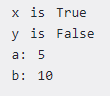 x is True
y is False
a: 5
b: 10